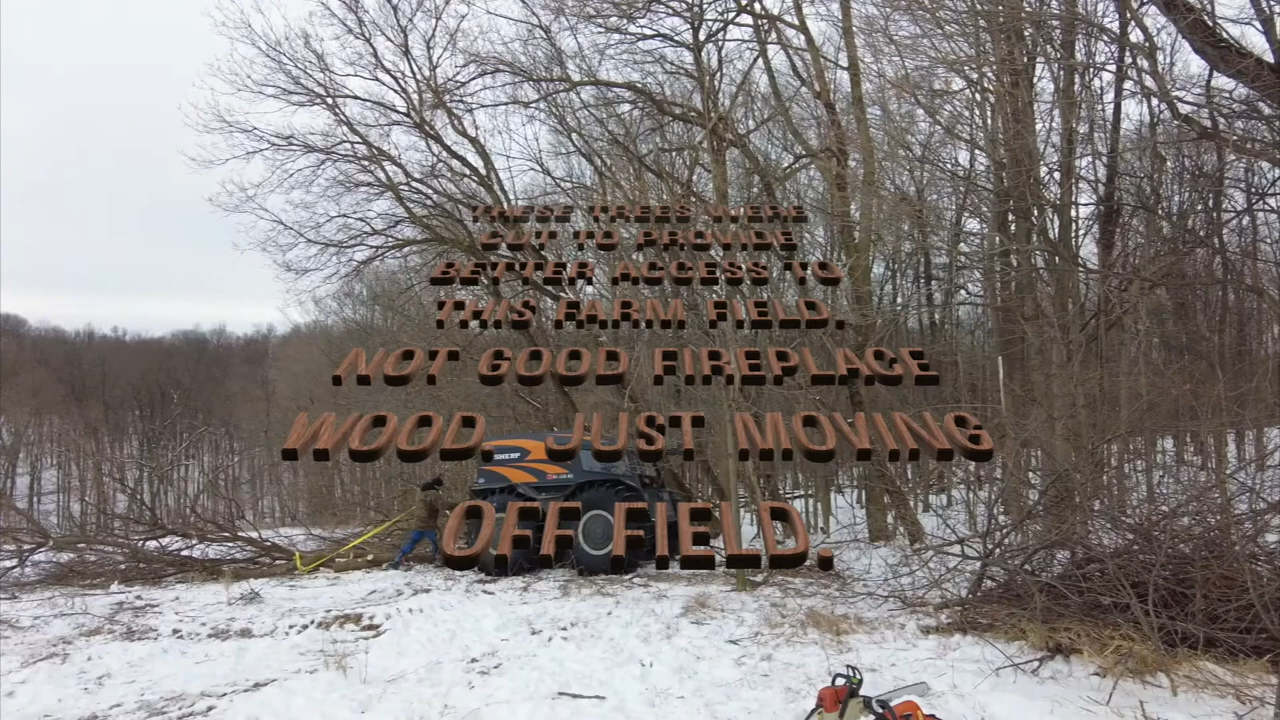 THESE TREES WERE
CUT TO PROVIDE
BETTER ACCESS TO
THIS FARM FIELD.
NOT GOOD FIREPLACE
WOOD. JUST MOVING
OFF FIELD.
SHERP